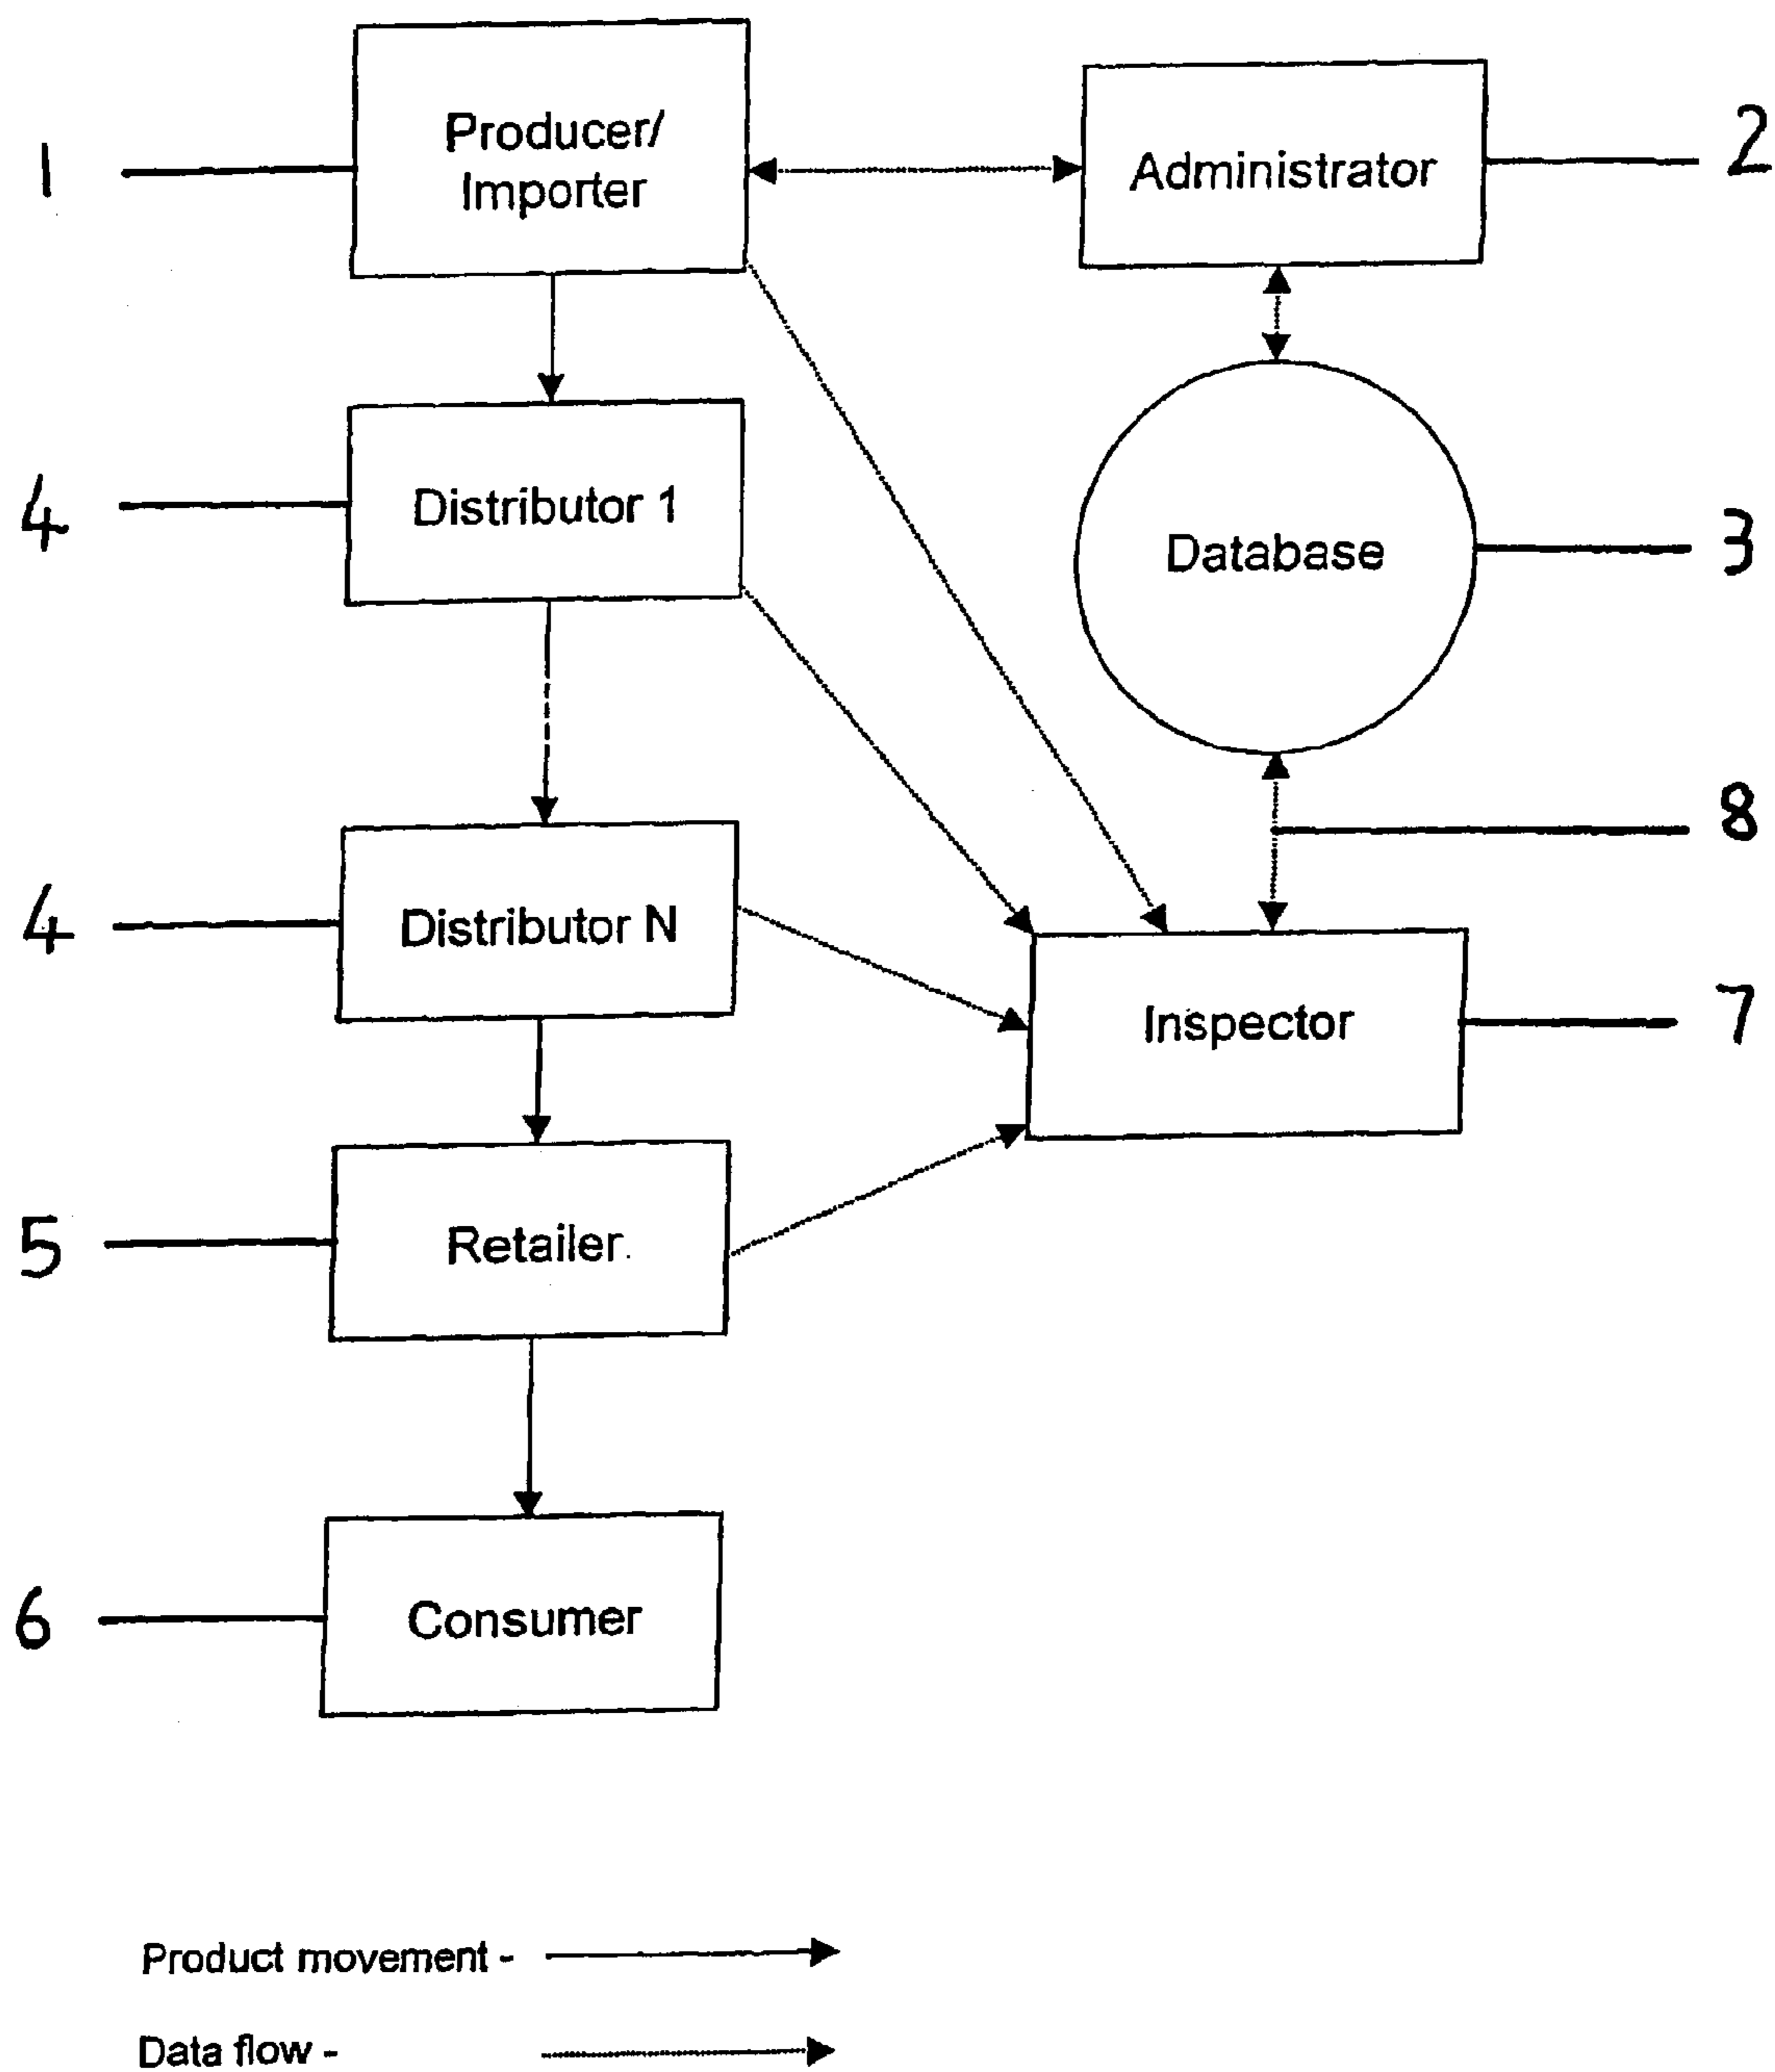 Producer/
Importer
Administrator
1
2
Distributor 1
Database
4
3
8
Distributor N
Inspector
4
7
Retailer
5
Consumer
6
Product movement -
Data flow -